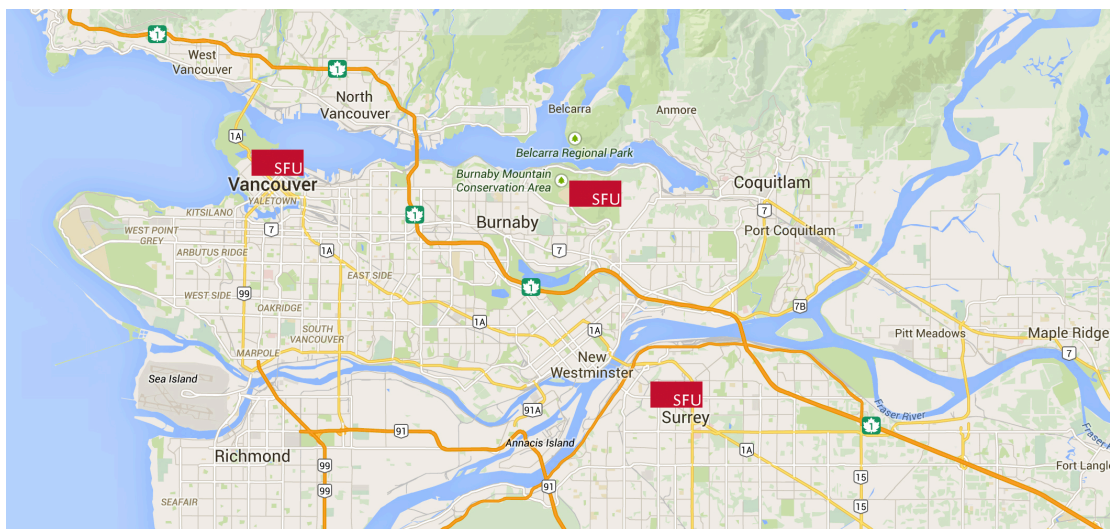 1
West
Vancouver
1
North
Vancouver
Belcarra
Anmore
1A
Belcarra Regional Park
SFU
Vancouver
Burnaby Mountain
Conservation Area
SFU
Coquitlam
YALETOWN
KITSILANO
7
1
Burnaby
7
Port Coquitlam
WEST POINT
GREY
ARBUTUS RIDGE
1A
7
EAST SIDE
99
WEST SIDE
1
OAKRIDGE
7B
SOUTH
VANCOUVER
1A
1A
Pitt Meadows
Maple Ridge
7
MARPOLE
New
Westminster
Sea Island
SFU
Surrey
91A
Fraser River
1
91
Annacis Island
Richmond
1A
99
Fort Langle
15
91
99
15
SEAFAIR